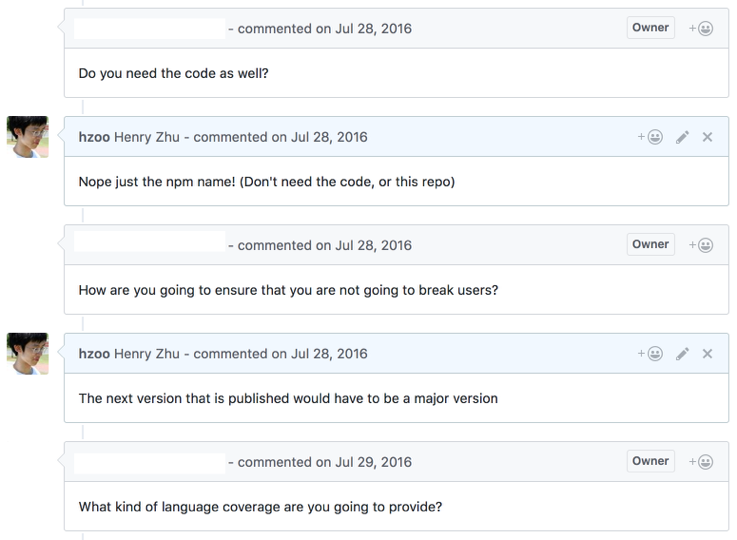 - commented on Jul 28, 2016 Owner
Do you need the code as well?
hzoo Henry Zhu - commented on Jul 28, 2016
Nope just the npm name! (Don't need the code, or this repo)
- commented on Jul 28, 2016 Owner
How are you going to ensure that you are not going to break users?
hzoo Henry Zhu - commented on Jul 28, 2016
The next version that is published would have to be a major version
- commented on Jul 29, 2016 Owner
What kind of language coverage are you going to provide?